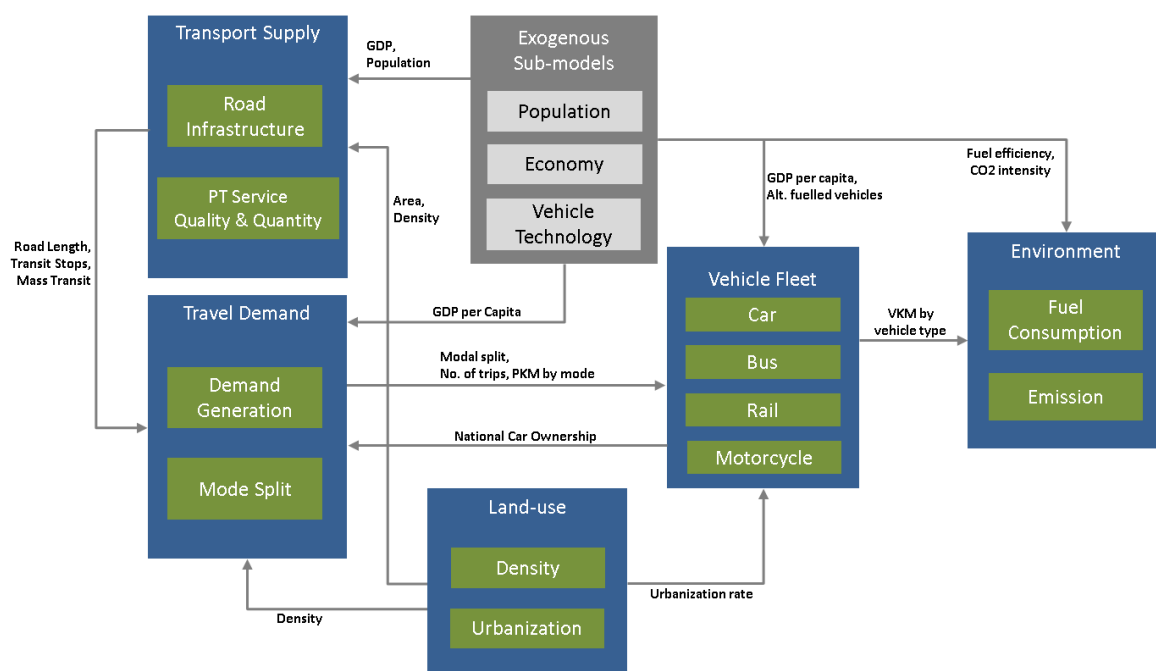 Transport Supply
Road
Infrastructure
PT Service
Quality & Quantity
GDP,
Population
Exogenous
Sub-models
Population
Economy
Vehicle
Technology
Fuel efficiency,
CO2 intensity
GDP per capita,
Alt. fuelled vehicles
Area,
Density
Road Length,
Transit Stops,
Mass Transit
Travel Demand
Demand
Generation
Mode Split
GDP per Capita
Modal split,
No. of trips, PKM by mode
National Car Ownership
Vehicle Fleet
Car
Bus
Rail
Motorcycle
VKM by
vehicle type
Environment
Fuel
Consumption
Emission
Land-use
Density
Urbanization
Density
Urbanization rate